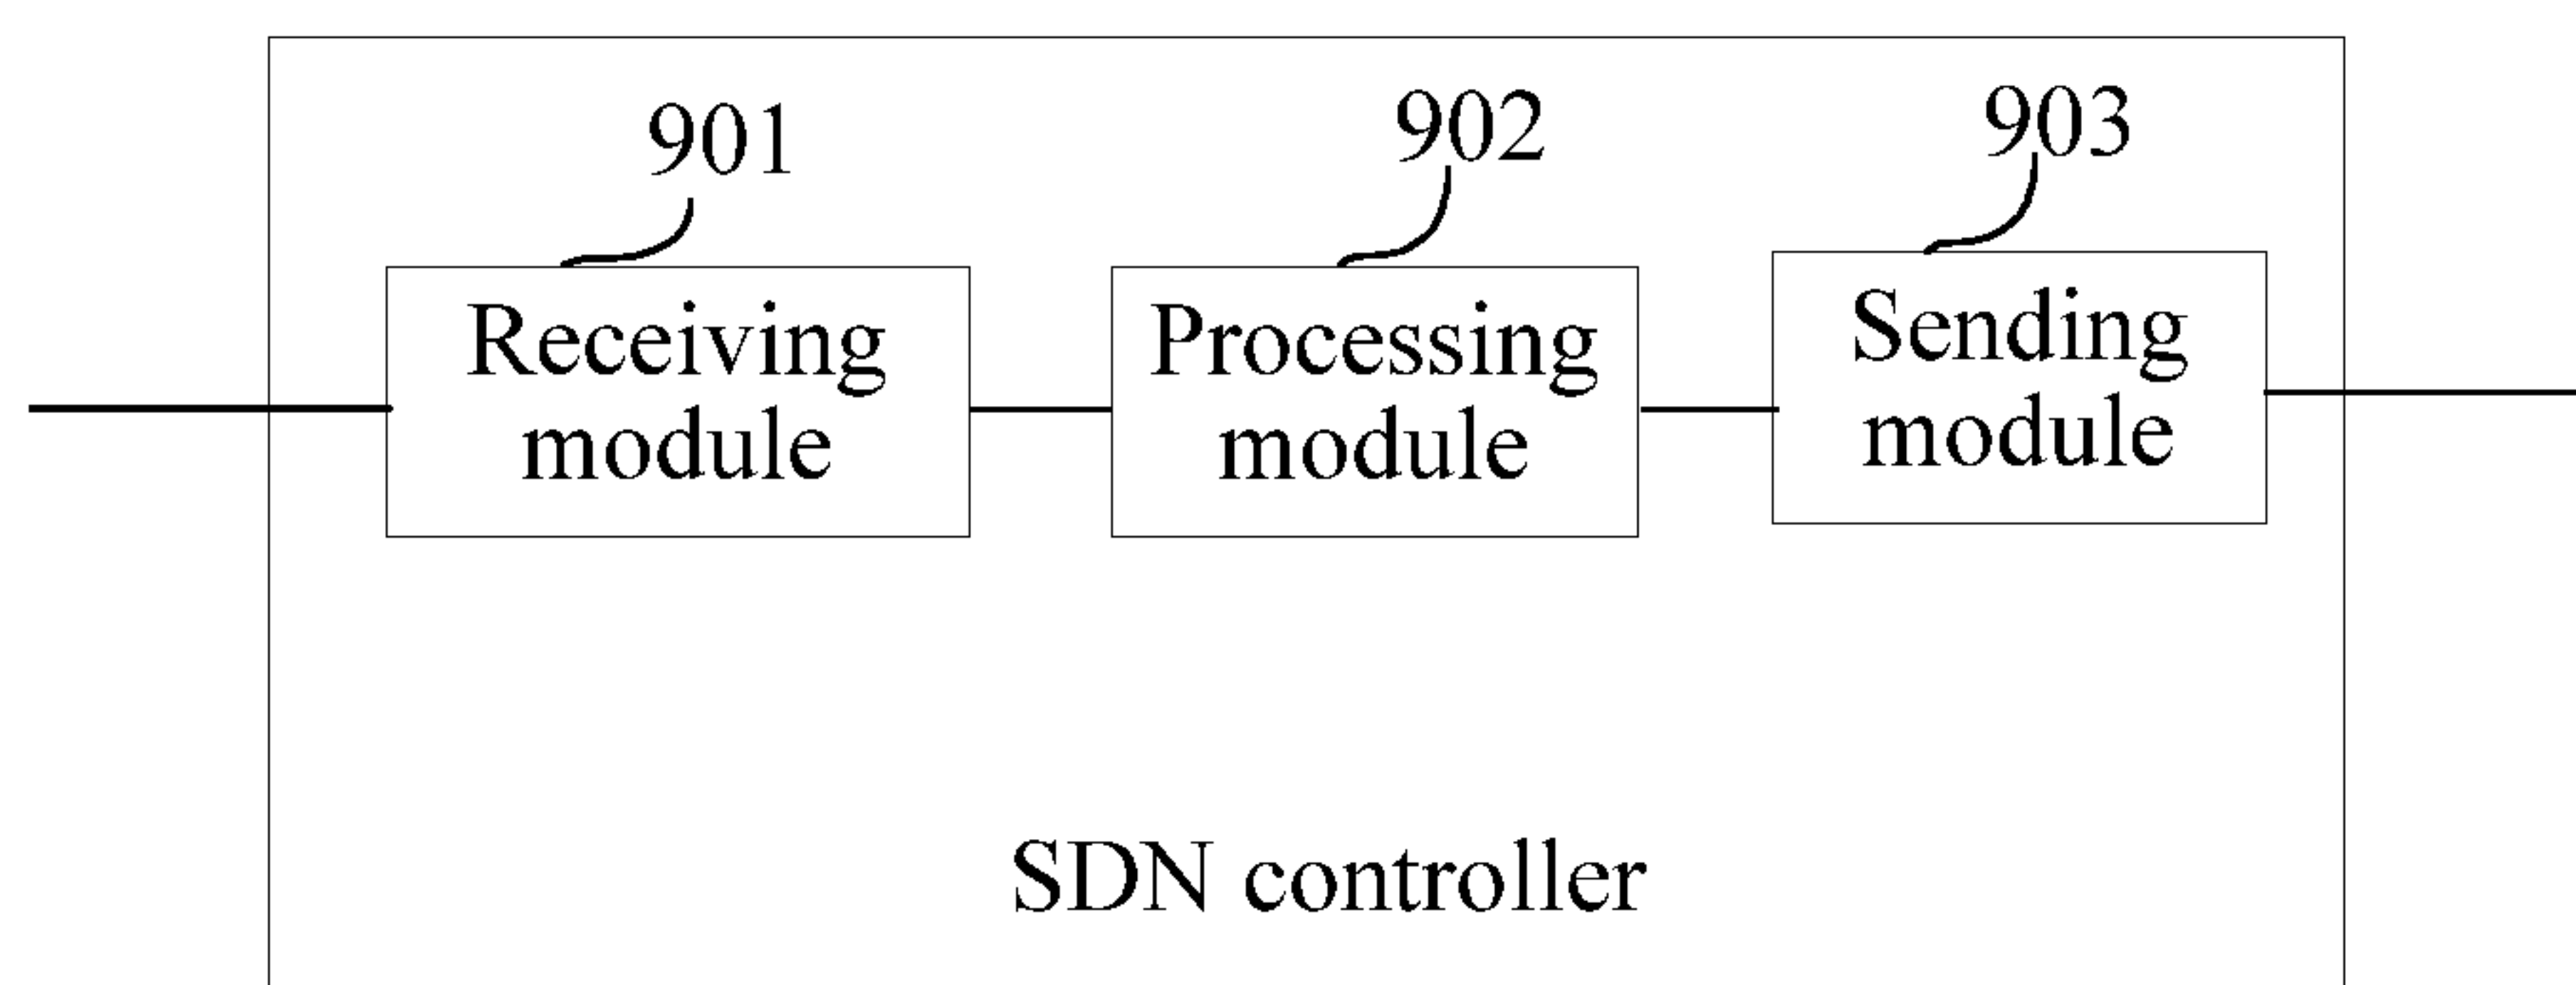 901
902
903
Receiving
module
Processing
module
Sending
module
SDN controller